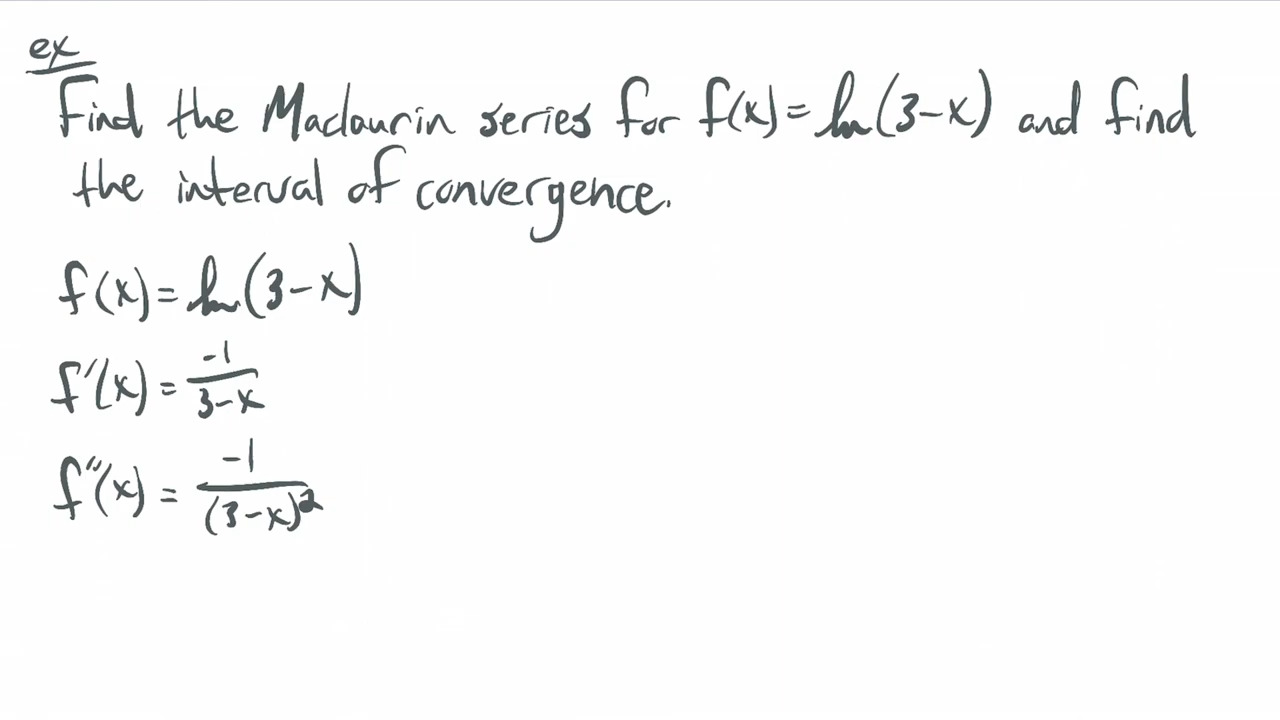 ex
Find the Maclaurin series for f(x) = ln(3-x) and find
the interval of convergence.
f(x) = ln(3-x)
f'(x) = -1/(3-x)
f"(x) = -1/(3-x)²